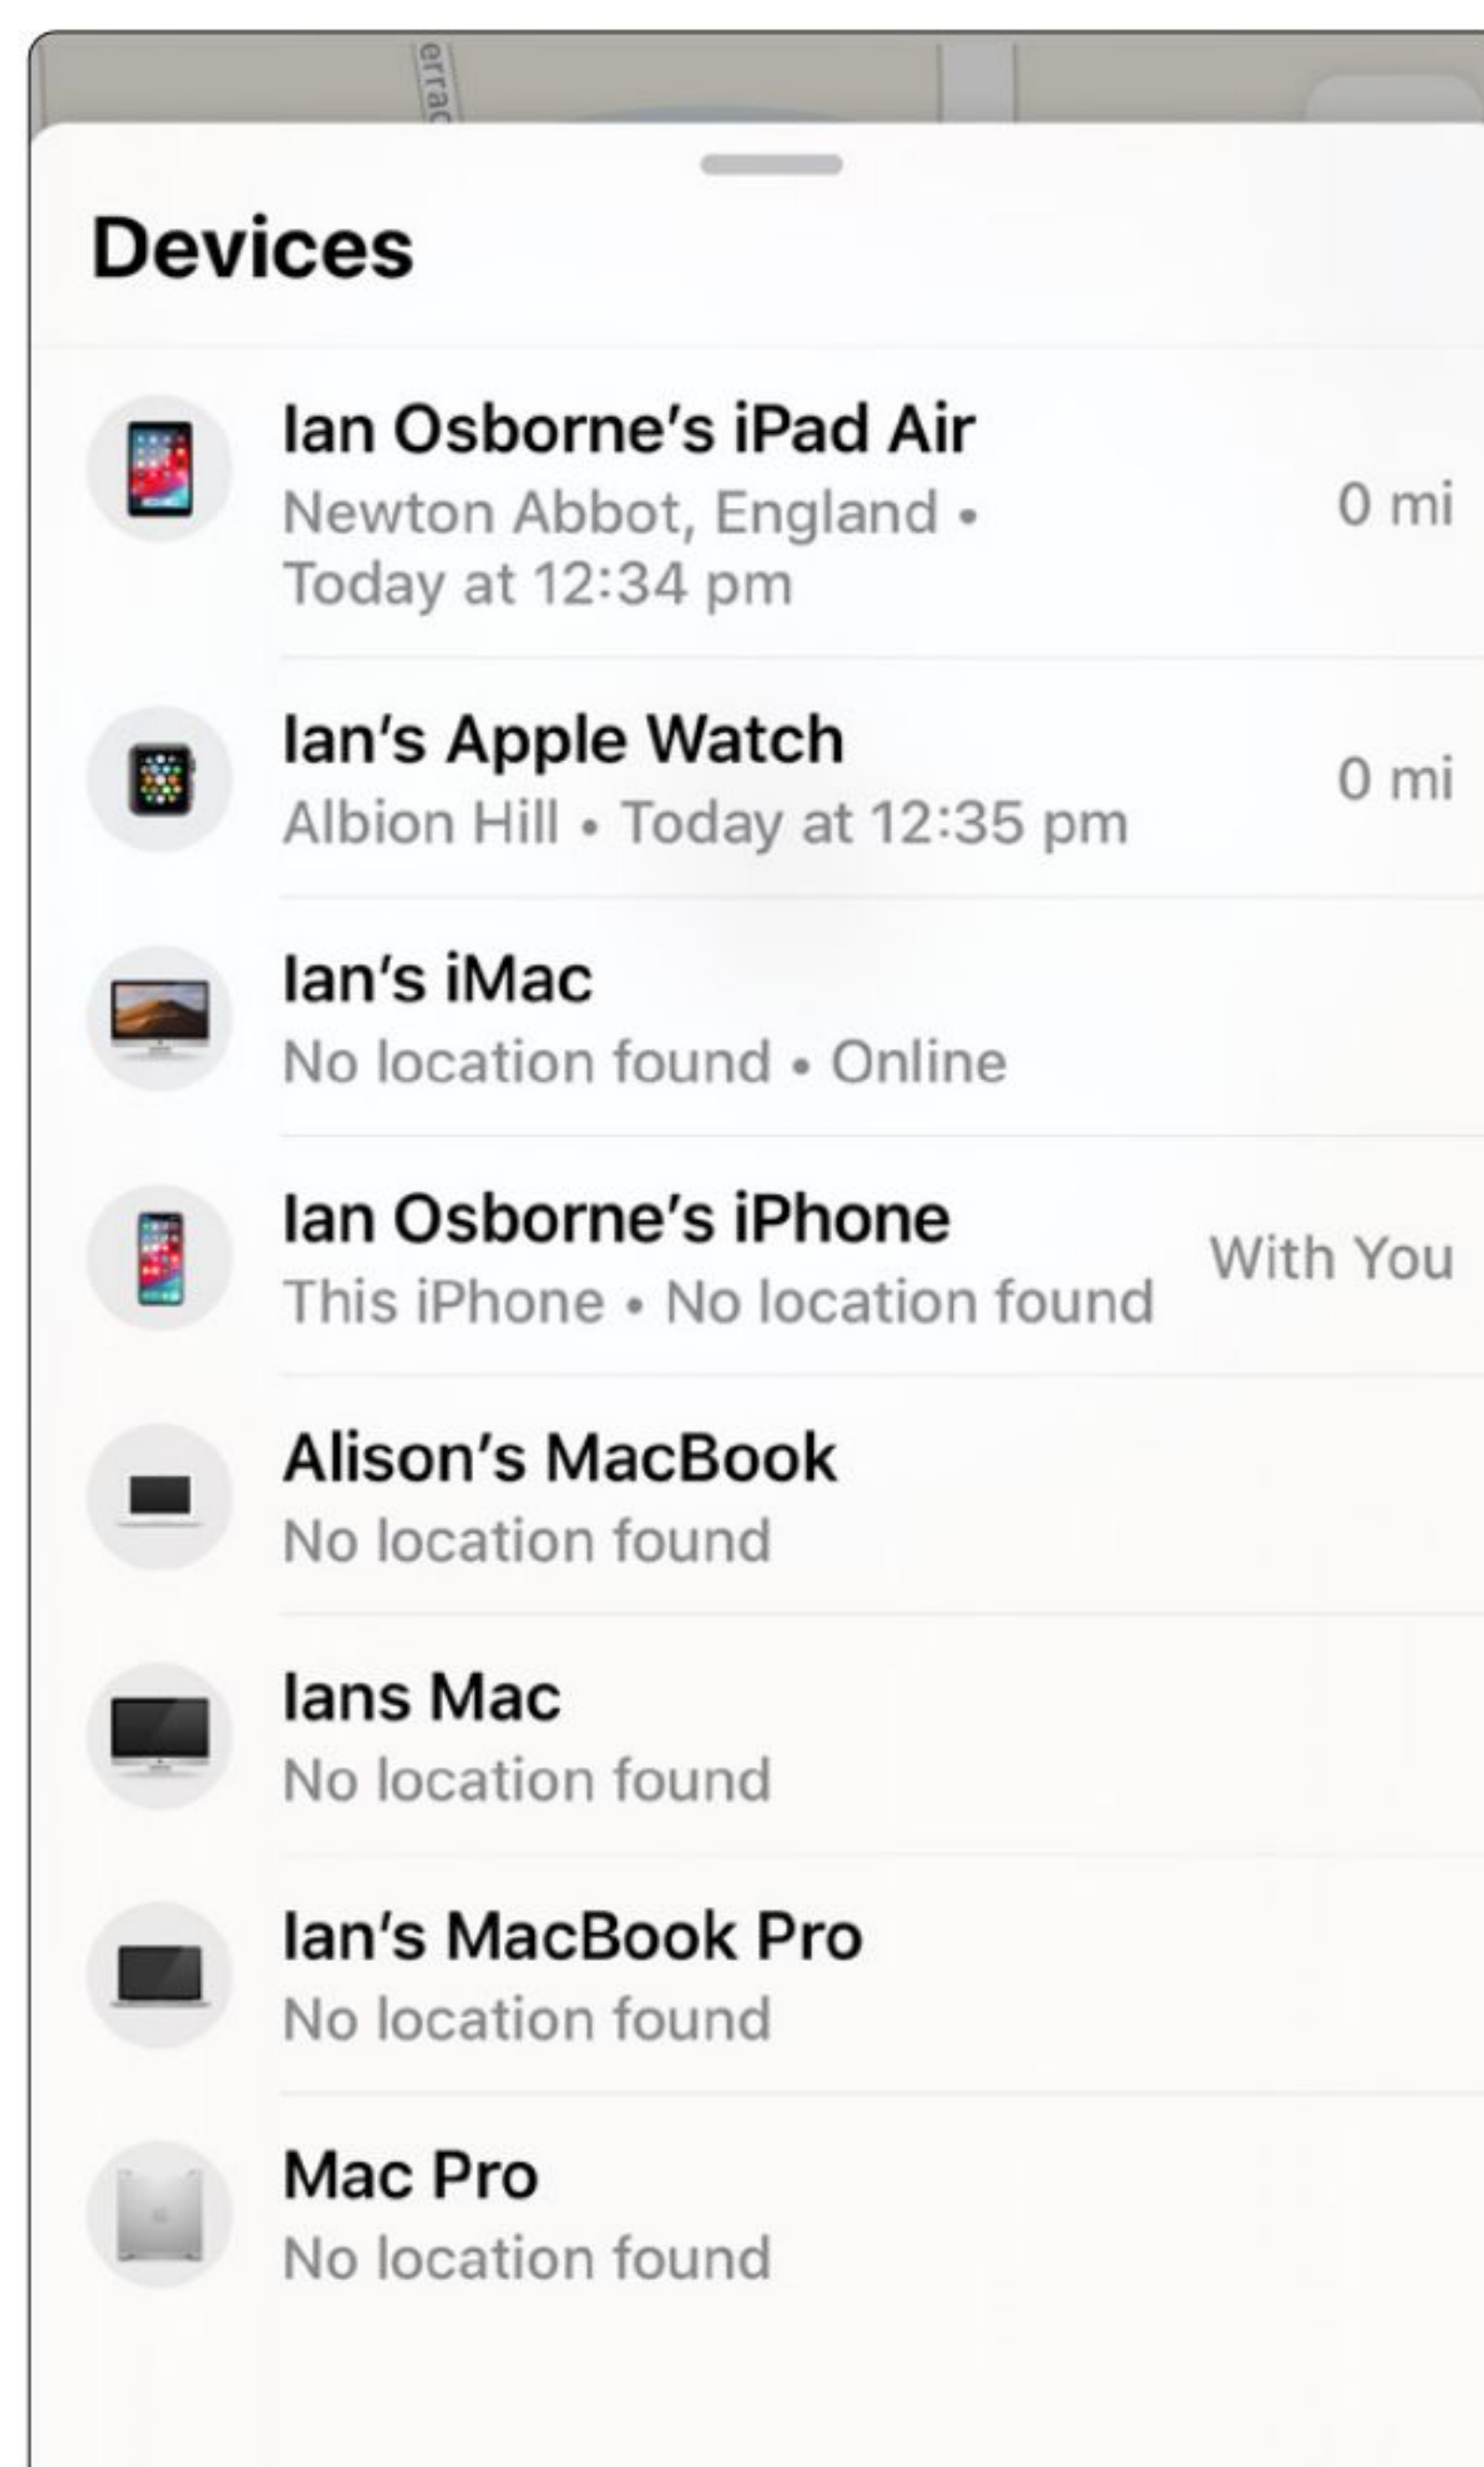 Devices
Ian Osborne’s iPad Air
Newton Abbot, England •
Today at 12:34 pm
0 mi
Ian’s Apple Watch
Albion Hill • Today at 12:35 pm
0 mi
Ian’s iMac
No location found • Online
Ian Osborne’s iPhone
This iPhone • No location found
With You
Alison’s MacBook
No location found
Ians Mac
No location found
Ian’s MacBook Pro
No location found
Mac Pro
No location found